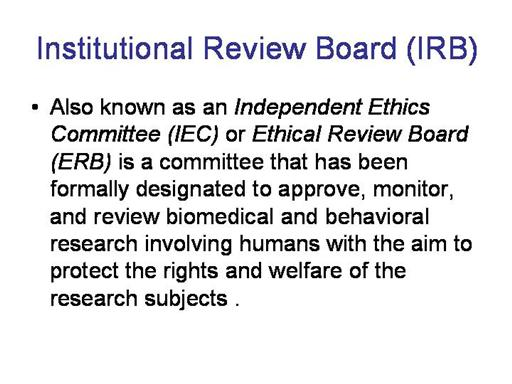 Institutional Review Board (IRB)
• Also known as an Independent Ethics
Committee (IEC) or Ethical Review Board
(ERB) is a committee that has been
formally designated to approve, monitor,
and review biomedical and behavioral
research involving humans with the aim to
protect the rights and welfare of the
research subjects .